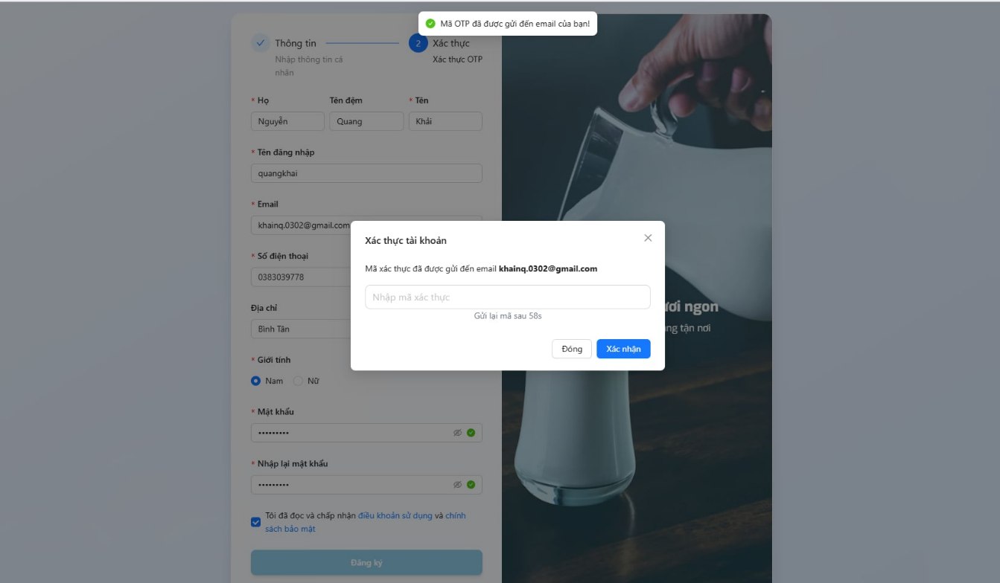 Mã OTP đã được gửi đến email của bạn!
Thông tin
2 Xác thực
Nhập thông tin cá
nhân
Xác thực OTP
* Họ
Tên đệm
* Tên
Nguyễn
Quang
Khải
* Tên đăng nhập
quangkhai
* Email
khainq.0302@gmail.com
Xác thực tài khoản
* Số điện thoại
Mã xác thực đã được gửi đến email khainq.0302@gmail.com
0383039778
Nhập mã xác thực
Địa chỉ
ươi ngon
Gửi lại mã sau 58s
Bình Tân
ng tận nơi
Đóng
Xác nhận
* Giới tính
Nam
Nữ
* Mật khẩu
•••••••••
* Nhập lại mật khẩu
•••••••••
Tôi đã đọc và chấp nhận điều khoản sử dụng và chính
sách bảo mật
Đăng ký